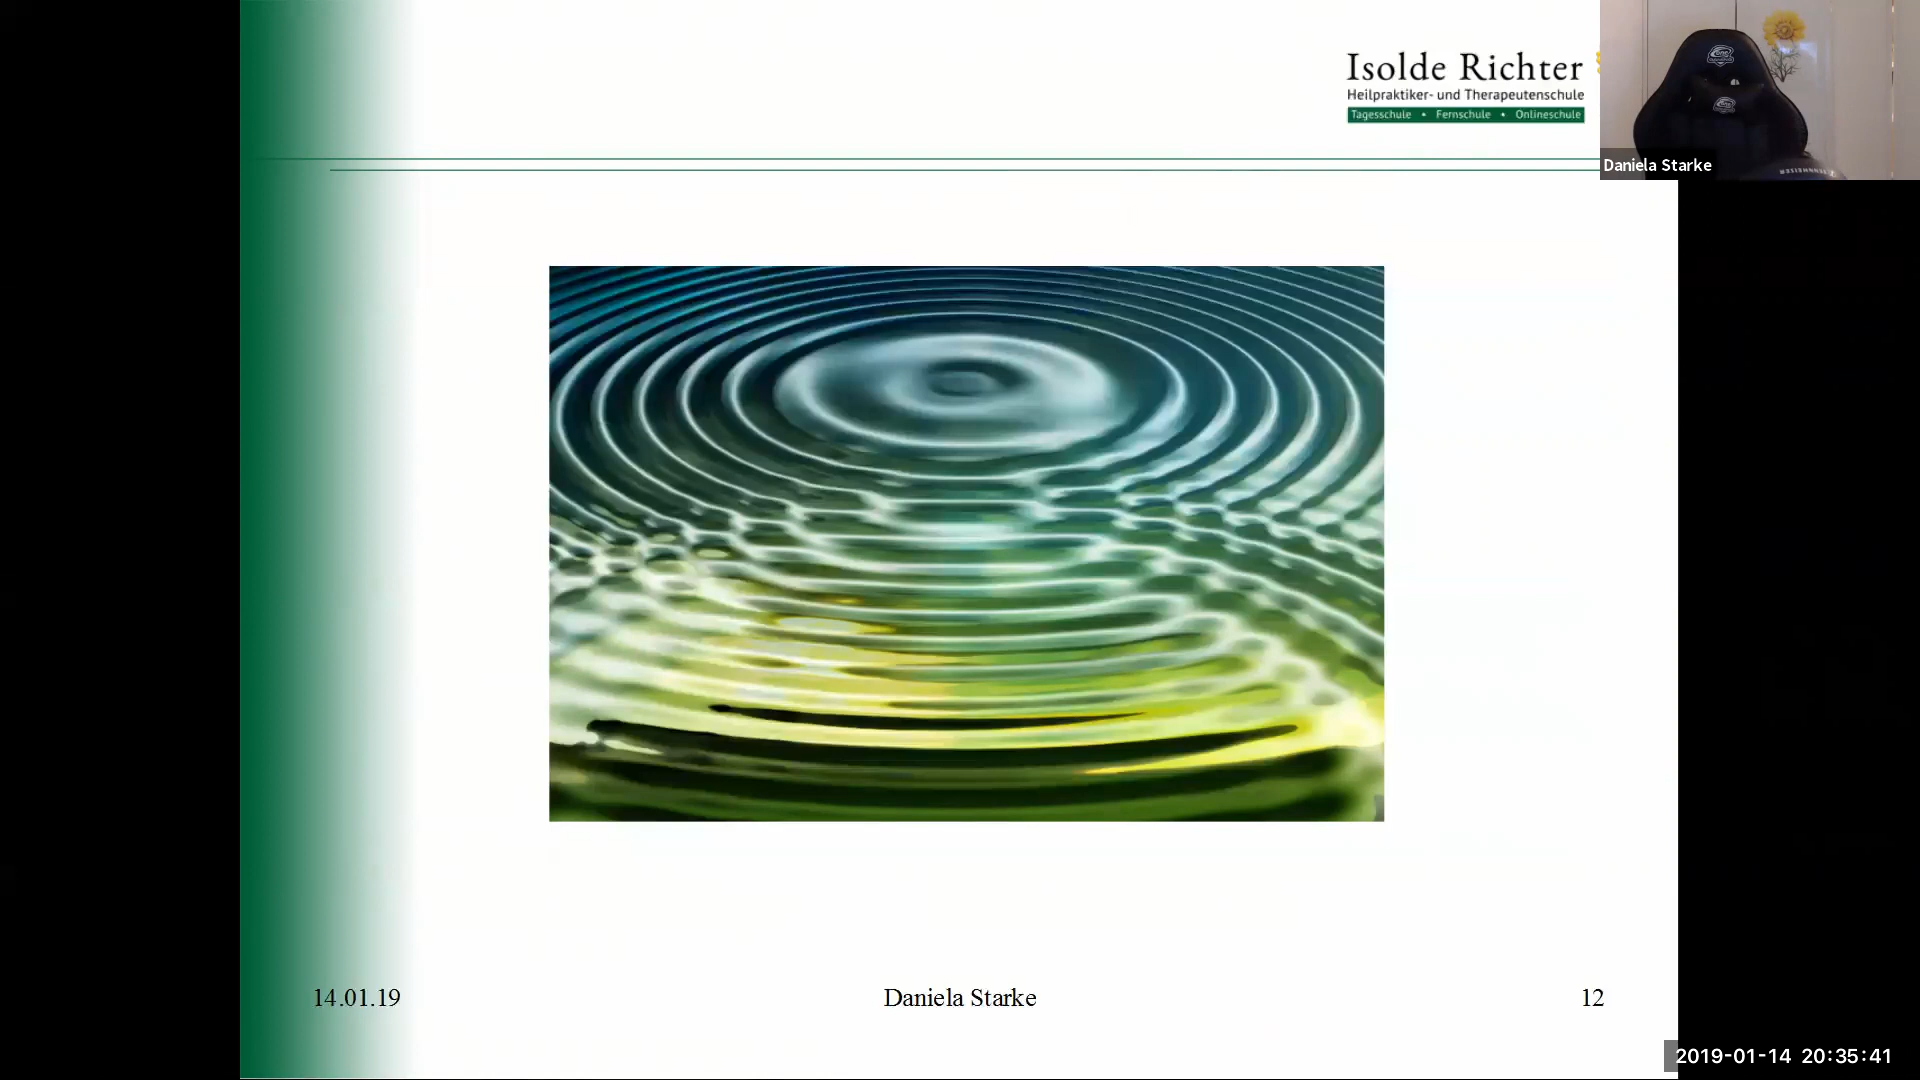 Isolde Richter
Heilpraktiker- und Therapeutenschule
Tagesschule • Fernschule • Onlineschule
Daniela Starke
14.01.19
Daniela Starke
12
2019-01-14 20:35:41